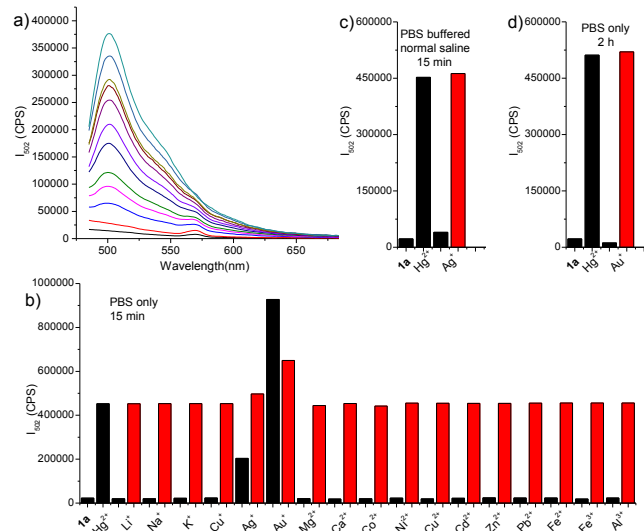 a)
I₅₀₂ (CPS)
400000
350000
300000
250000
200000
150000
100000
50000
0
500
550
600
650
Wavelength(nm)
c)
PBS buffered
normal saline
15 min
I₅₀₂ (CPS)
600000
450000
300000
150000
0
1a
Hg²⁺
Ag⁺
d)
PBS only
2 h
I₅₀₂ (CPS)
600000
450000
300000
150000
0
1a
Hg²⁺
Au⁺
b)
PBS only
15 min
I₅₀₂ (CPS)
1000000
800000
600000
400000
200000
0
1a
Hg²⁺
Li⁺
Na⁺
K⁺
Cu⁺
Ag⁺
Au⁺
Mg²⁺
Ca²⁺
Co²⁺
Ni²⁺
Cu²⁺
Cd²⁺
Zn²⁺
Pb²⁺
Fe²⁺
Fe³⁺
A³⁺